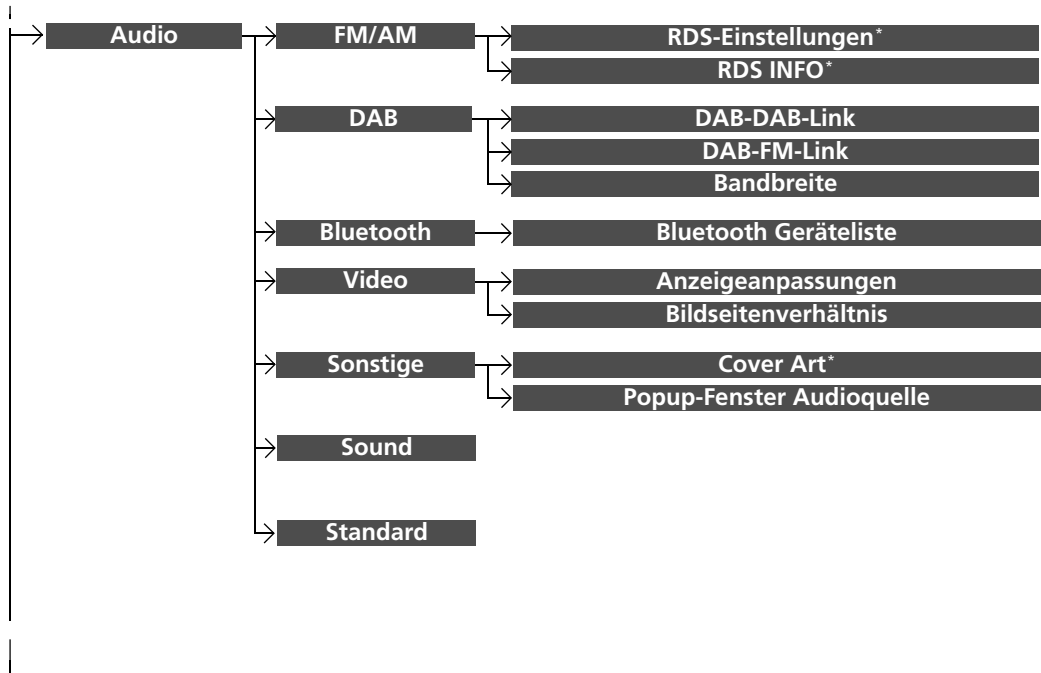 Audio
FM/AM
RDS-Einstellungen*
RDS INFO*
DAB
DAB-DAB-Link
DAB-FM-Link
Bandbreite
Bluetooth
Bluetooth Geräteliste
Video
Anzeigeanpassungen
Bildseitenverhältnis
Sonstige
Cover Art*
Popup-Fenster Audioquelle
Sound
Standard